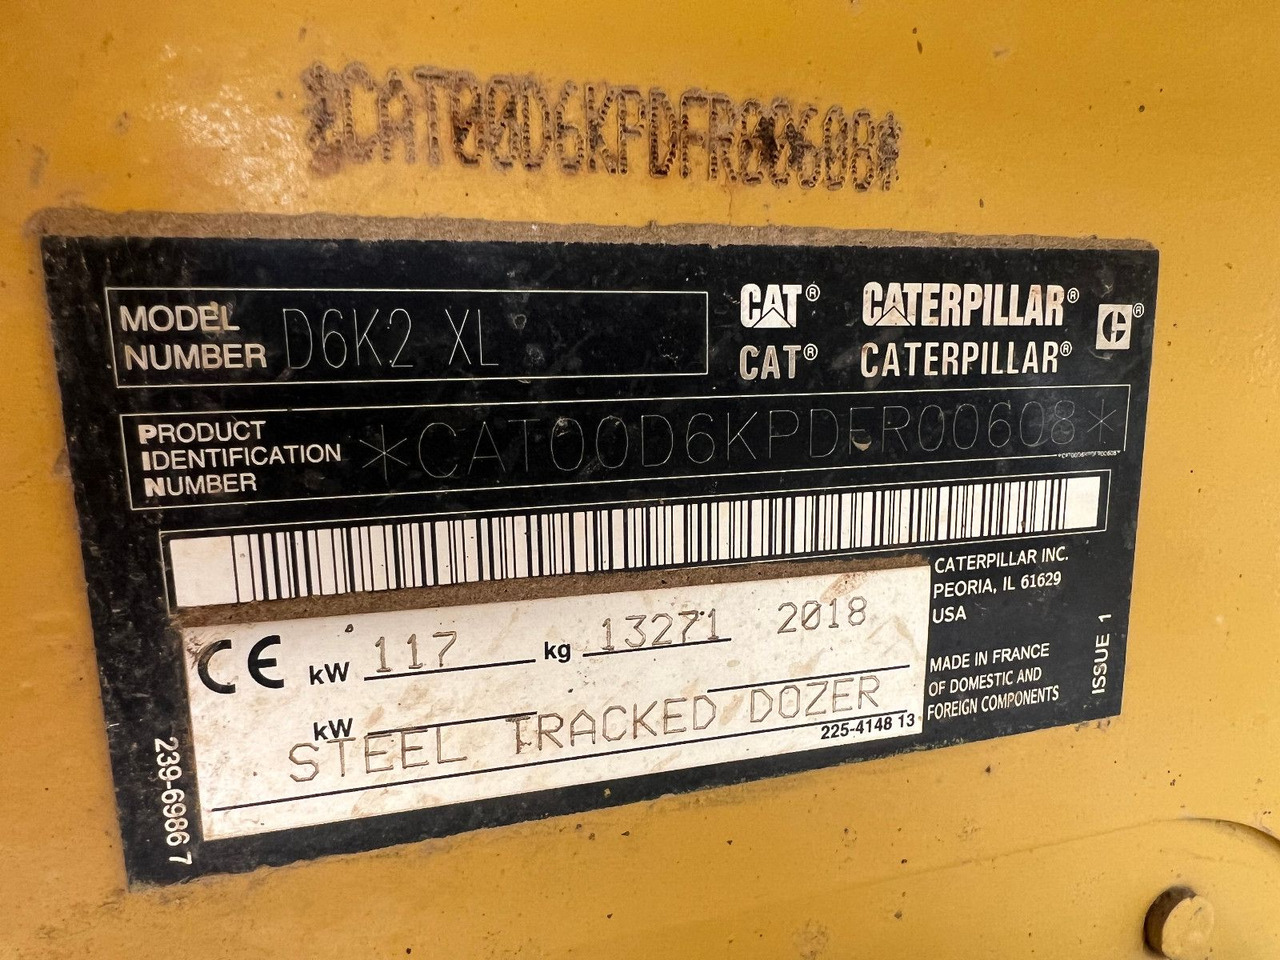 *CAT00D6KPDFR00608*
MODEL NUMBER D6K2 XL
CAT® CATERPILLAR® ®
CAT® CATERPILLAR®
PRODUCT IDENTIFICATION NUMBER *CAT00D6KPDFR00608*
*CAT00D6KPDFR00608*
CATERPILLAR INC.
PEORIA, IL 61629
USA
CE kW 117 kg 13271 2018
kW
STEEL TRACKED DOZER
225-4148 13
MADE IN FRANCE
OF DOMESTIC AND
FOREIGN COMPONENTS
ISSUE 1
239-6986 7